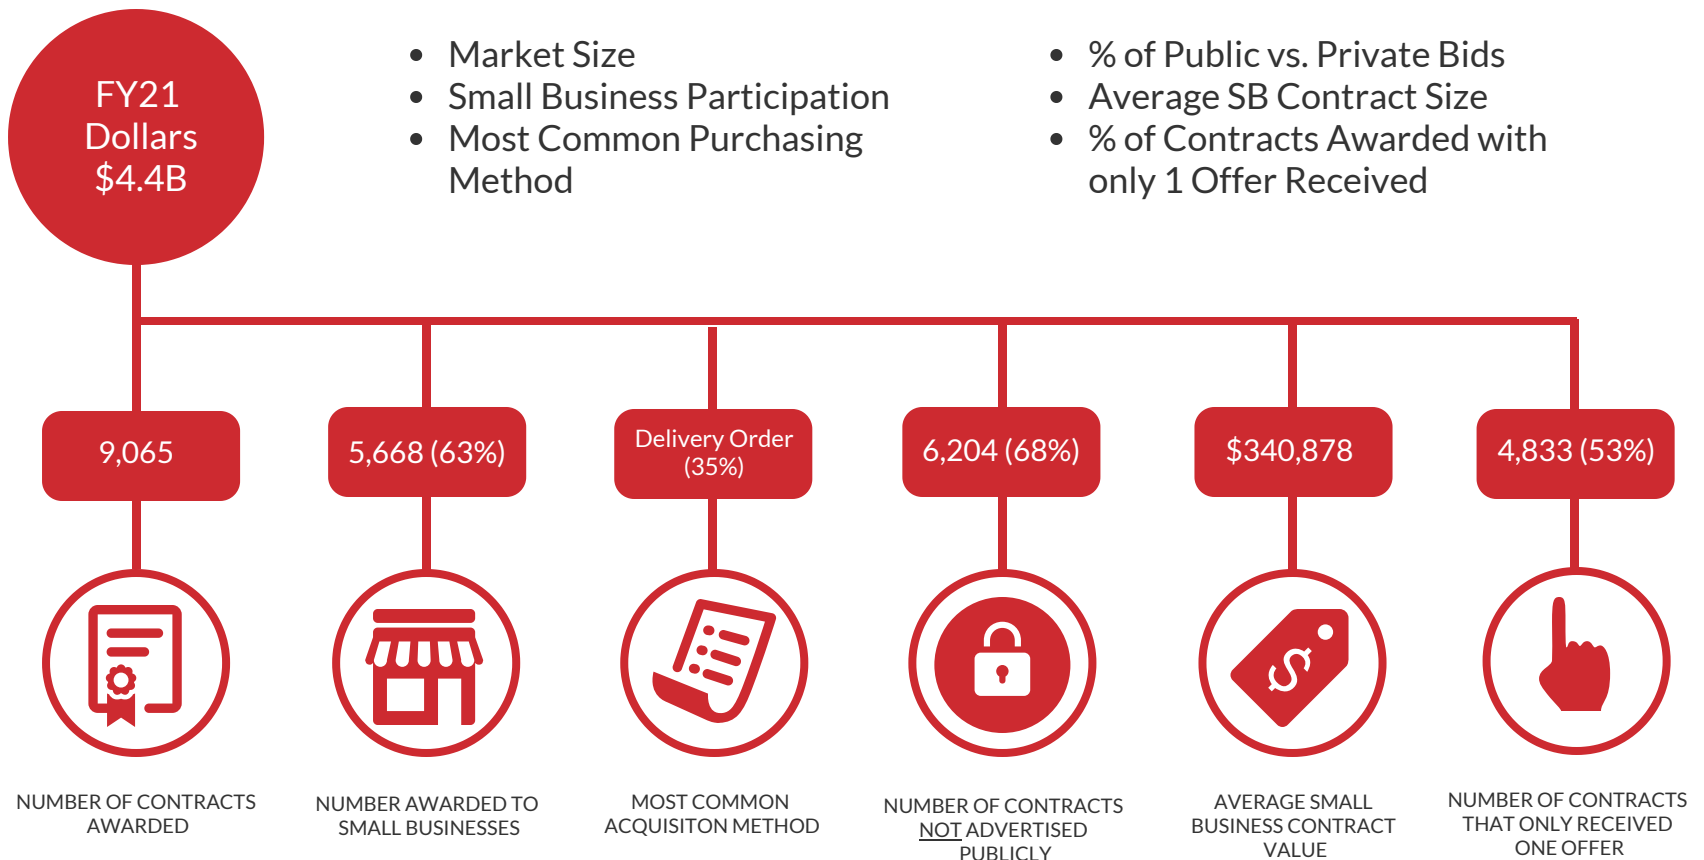 FY21
Dollars
$4.4B
• Market Size
• Small Business Participation
• Most Common Purchasing
Method
• % of Public vs. Private Bids
• Average SB Contract Size
• % of Contracts Awarded with
only 1 Offer Received
9,065
5,668 (63%)
Delivery Order
(35%)
6,204 (68%)
$340,878
4,833 (53%)
$
NUMBER OF CONTRACTS
AWARDED
NUMBER AWARDED TO
SMALL BUSINESSES
MOST COMMON
ACQUISITON METHOD
NUMBER OF CONTRACTS
NOT ADVERTISED
PUBLICLY
AVERAGE SMALL
BUSINESS CONTRACT
VALUE
NUMBER OF CONTRACTS
THAT ONLY RECEIVED
ONE OFFER